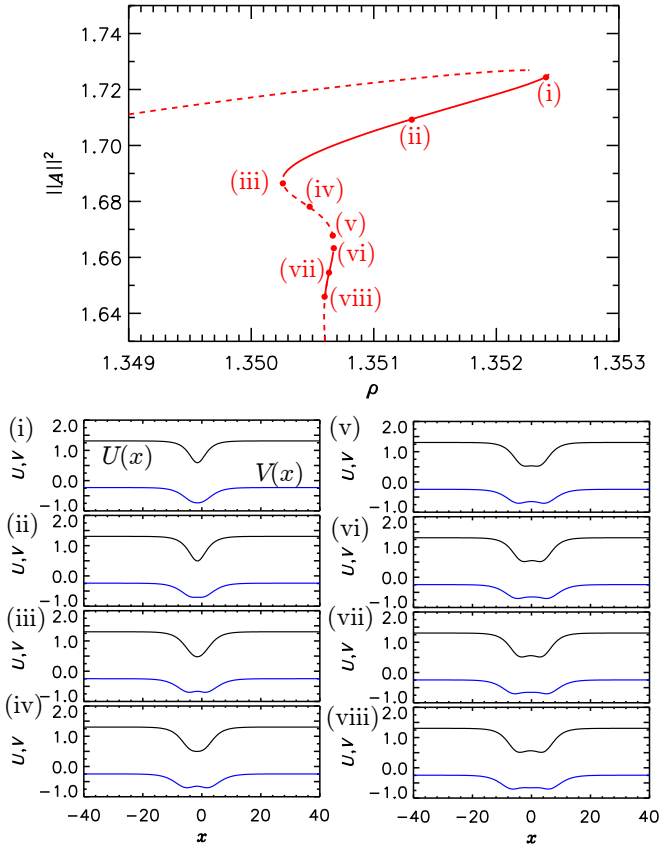 1.74
1.72
1.70
1.68
1.66
1.64
||A||²
(i)
(ii)
(iii)
(iv)
(v)
(vi)
(vii)
(viii)
1.349 1.350 1.351 1.352 1.353
ρ
(i)
2.0
1.0
0.0
−1.0
U,V
U(x)
V(x)
(ii)
2.0
1.0
0.0
−1.0
U,V
(iii)
2.0
1.0
0.0
−1.0
U,V
(iv)
2.0
1.0
0.0
−1.0
U,V
−40 −20 0 20 40
x
(v)
2.0
1.0
0.0
−1.0
U,V
(vi)
2.0
1.0
0.0
−1.0
U,V
(vii)
2.0
1.0
0.0
−1.0
U,V
(viii)
2.0
1.0
0.0
−1.0
U,V
−40 −20 0 20 40
x